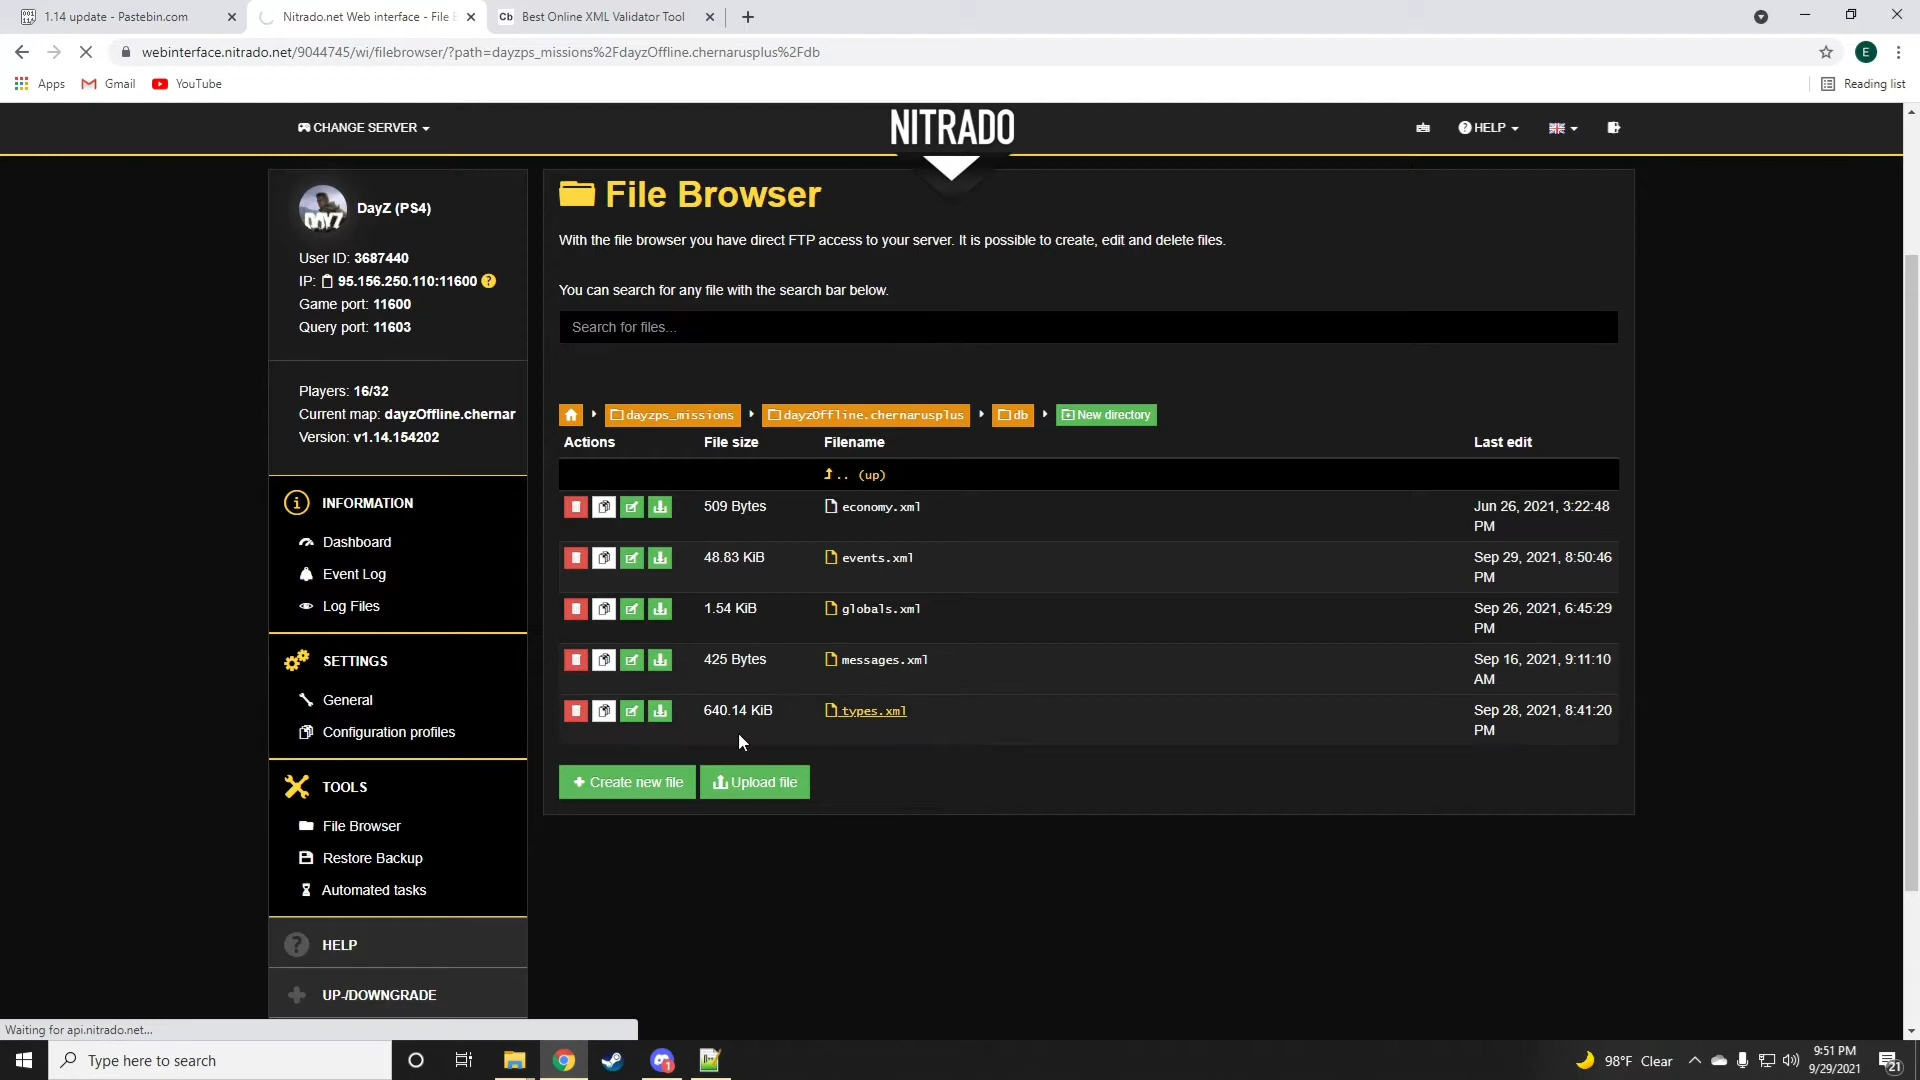 1.14 update - Pastebin.com
Nitrado.net Web interface - File B
Cb Best Online XML Validator Tool
webinterface.nitrado.net/9044745/wi/filebrowser/?path=dayzps_missions%2FdayzOffline.chernarusplus%2Fdb
E
Apps Gmail YouTube Reading list
CHANGE SERVER
NITRADO
HELP
DAYZ
DayZ (PS4)
User ID: 3687440
IP: 95.156.250.110:11600 ?
Game port: 11600
Query port: 11603
Players: 16/32
Current map: dayzOffline.chernar
Version: v1.14.154202
INFORMATION
Dashboard
Event Log
Log Files
SETTINGS
General
Configuration profiles
TOOLS
File Browser
Restore Backup
Automated tasks
HELP
UP-/DOWNGRADE
File Browser
With the file browser you have direct FTP access to your server. It is possible to create, edit and delete files.
You can search for any file with the search bar below.
Search for files...
dayzps_missions dayzOffline.chernarusplus db New directory
Actions File size Filename Last edit
.. (up)
509 Bytes economy.xml Jun 26, 2021, 3:22:48 PM
48.83 KiB events.xml Sep 29, 2021, 8:50:46 PM
1.54 KiB globals.xml Sep 26, 2021, 6:45:29 PM
425 Bytes messages.xml Sep 16, 2021, 9:11:10 AM
640.14 KiB types.xml Sep 28, 2021, 8:41:20 PM
Create new file Upload file
Waiting for api.nitrado.net...
Type here to search
98°F Clear
9:51 PM
9/29/2021
21